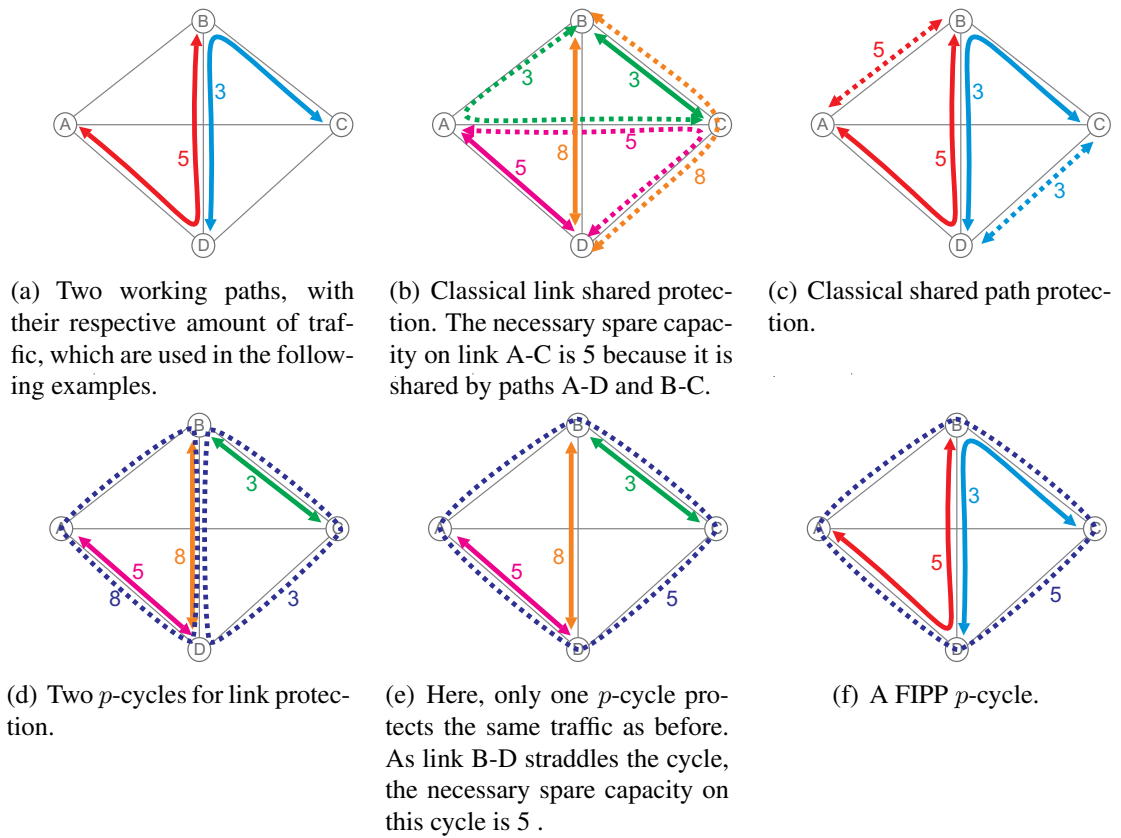 B
A
C
D
3
5
B
A
C
D
3
3
5
8
5
8
B
A
C
D
5
3
5
3
(a) Two working paths, with
their respective amount of traf-
fic, which are used in the follow-
ing examples.
(b) Classical link shared protec-
tion. The necessary spare capac-
ity on link A-C is 5 because it is
shared by paths A-D and B-C.
(c) Classical shared path protec-
tion.
B
A
C
D
3
8
5
8
3
B
A
C
D
3
8
5
5
B
A
C
D
3
5
5
(d) Two p-cycles for link protec-
tion.
(e) Here, only one p-cycle pro-
tects the same traffic as before.
As link B-D straddles the cycle,
the necessary spare capacity on
this cycle is 5 .
(f) A FIPP p-cycle.